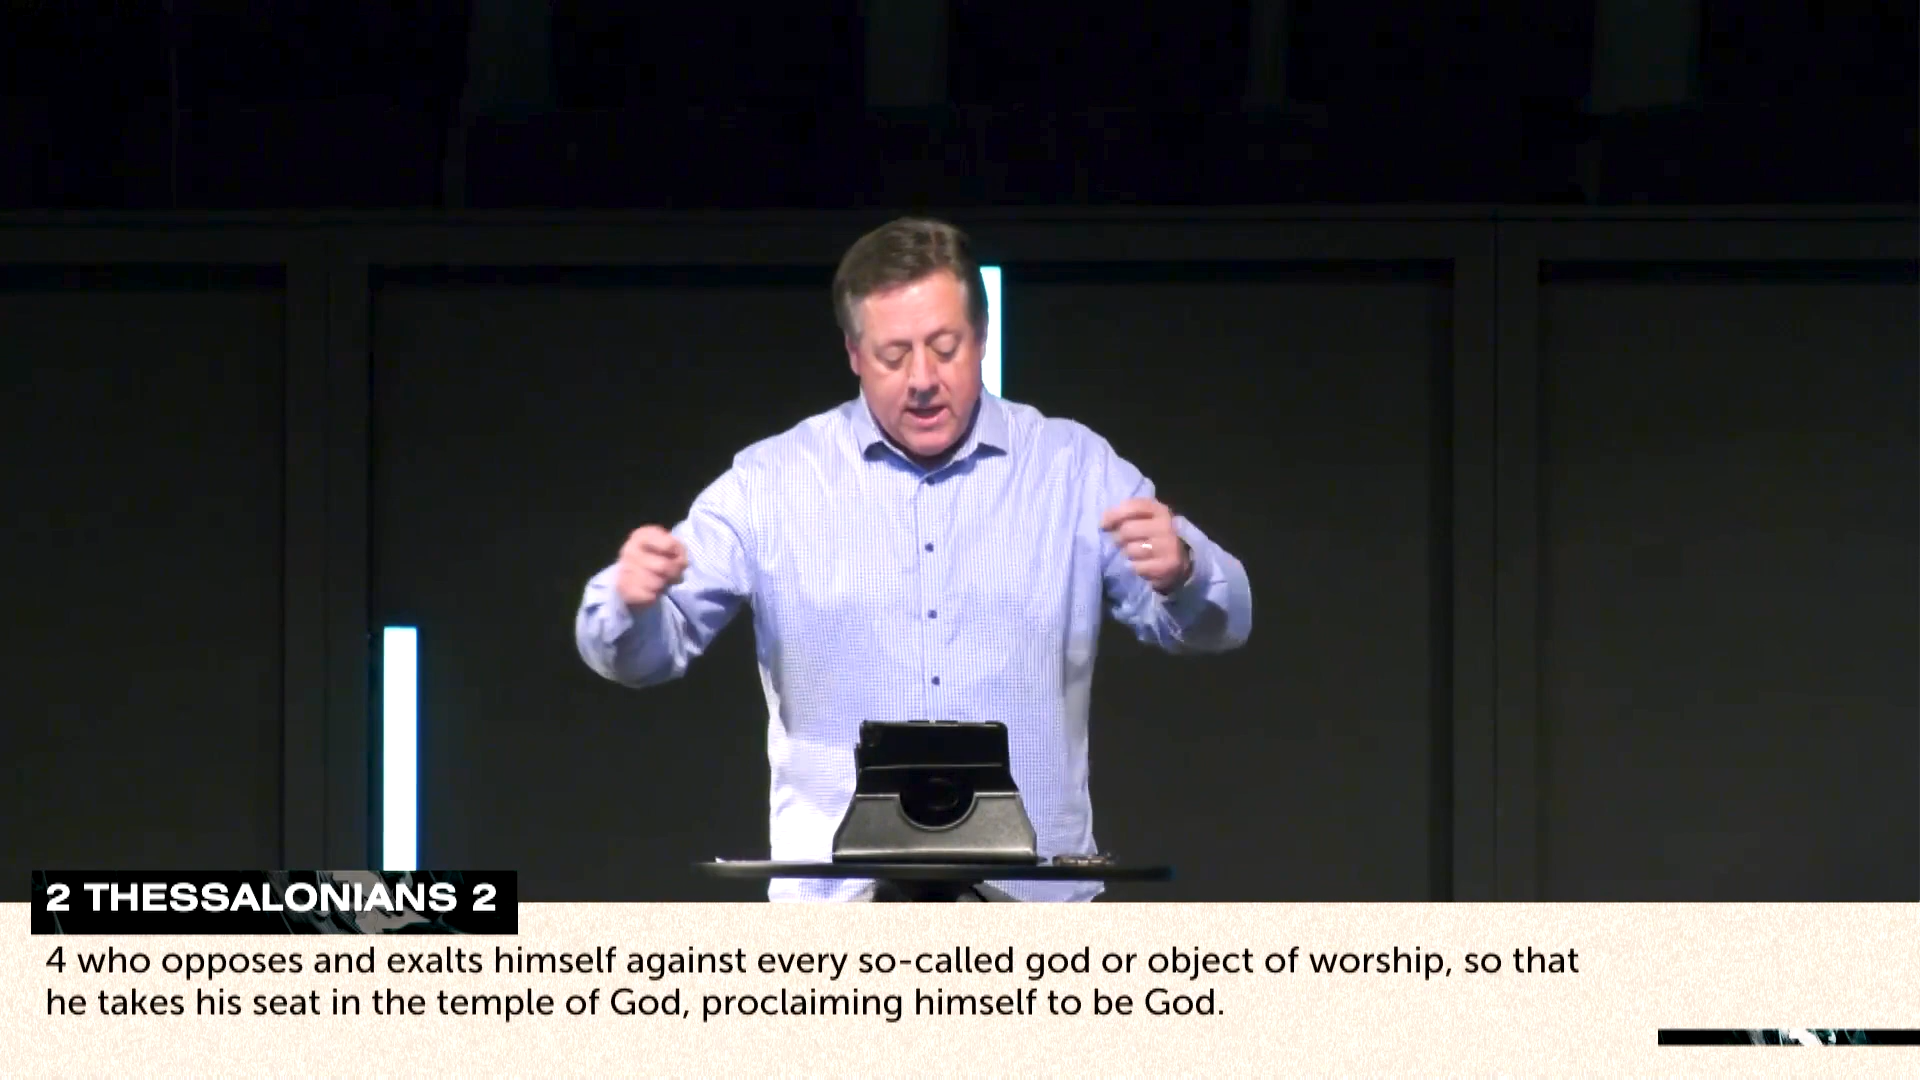 2 THESSALONIANS 2
4 who opposes and exalts himself against every so-called god or object of worship, so that
he takes his seat in the temple of God, proclaiming himself to be God.